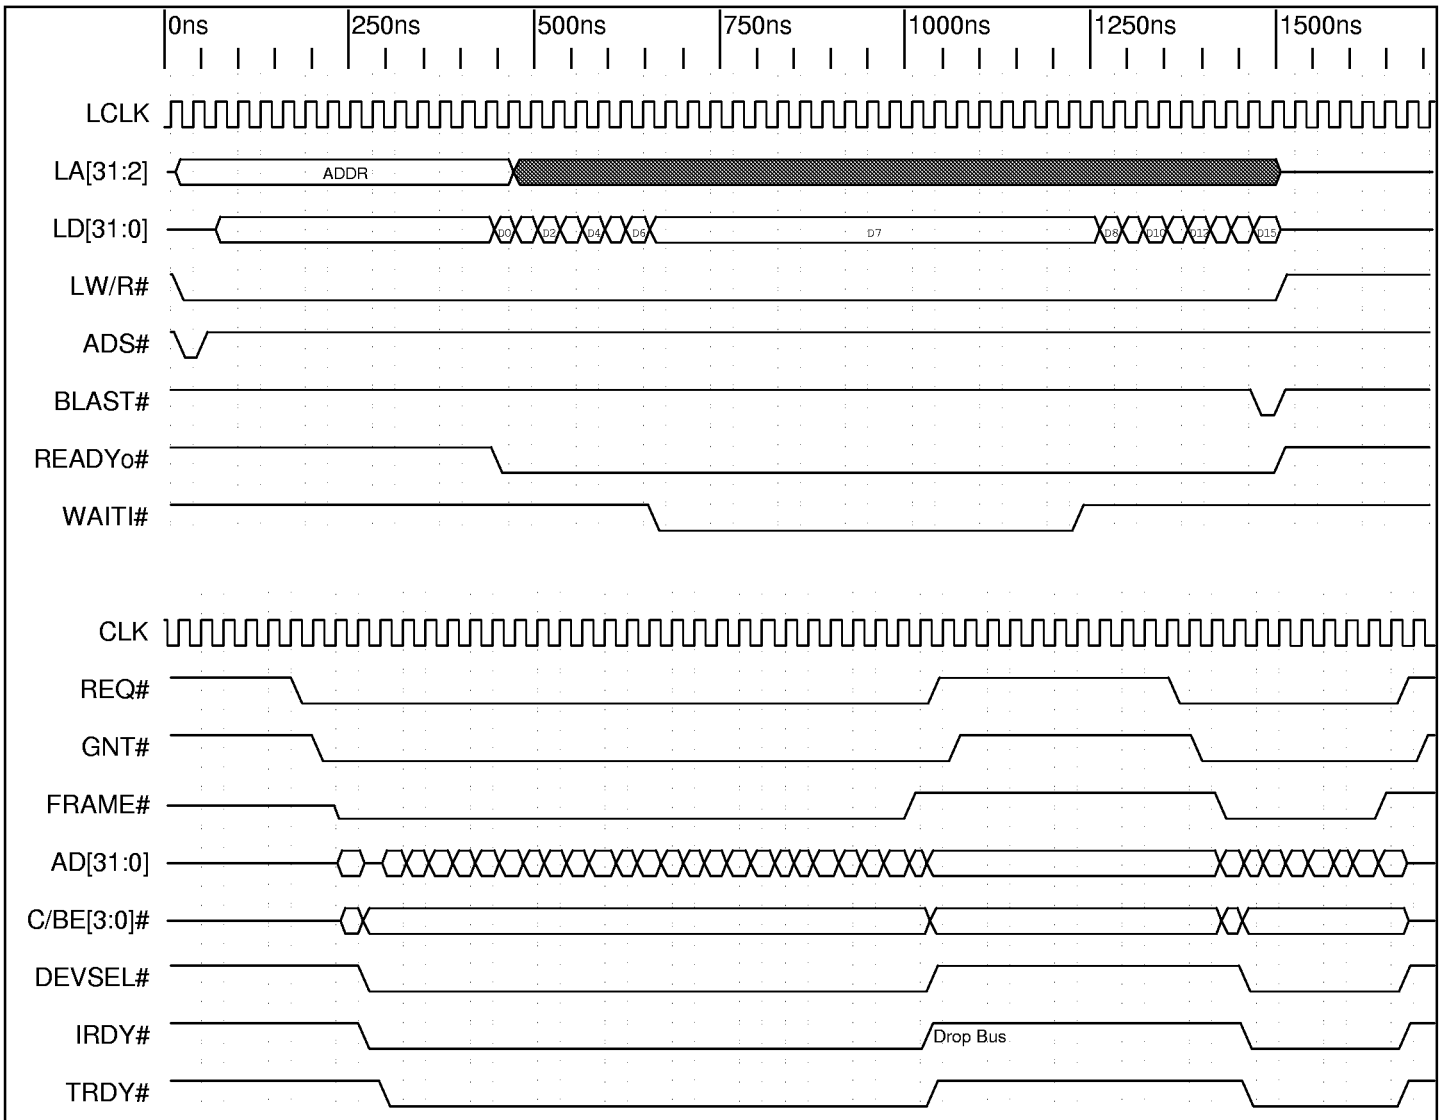 0ns 250ns 500ns 750ns 1000ns 1250ns 1500ns
LCLK
LA[31:2] ADDR
LD[31:0] D0 D2 D4 D6 D7 D8 D10 D12 D15
LW/R#
ADS#
BLAST#
READYo#
WAITI#
CLK
REQ#
GNT#
FRAME#
AD[31:0]
C/BE[3:0]#
DEVSEL#
IRDY# Drop Bus
TRDY#